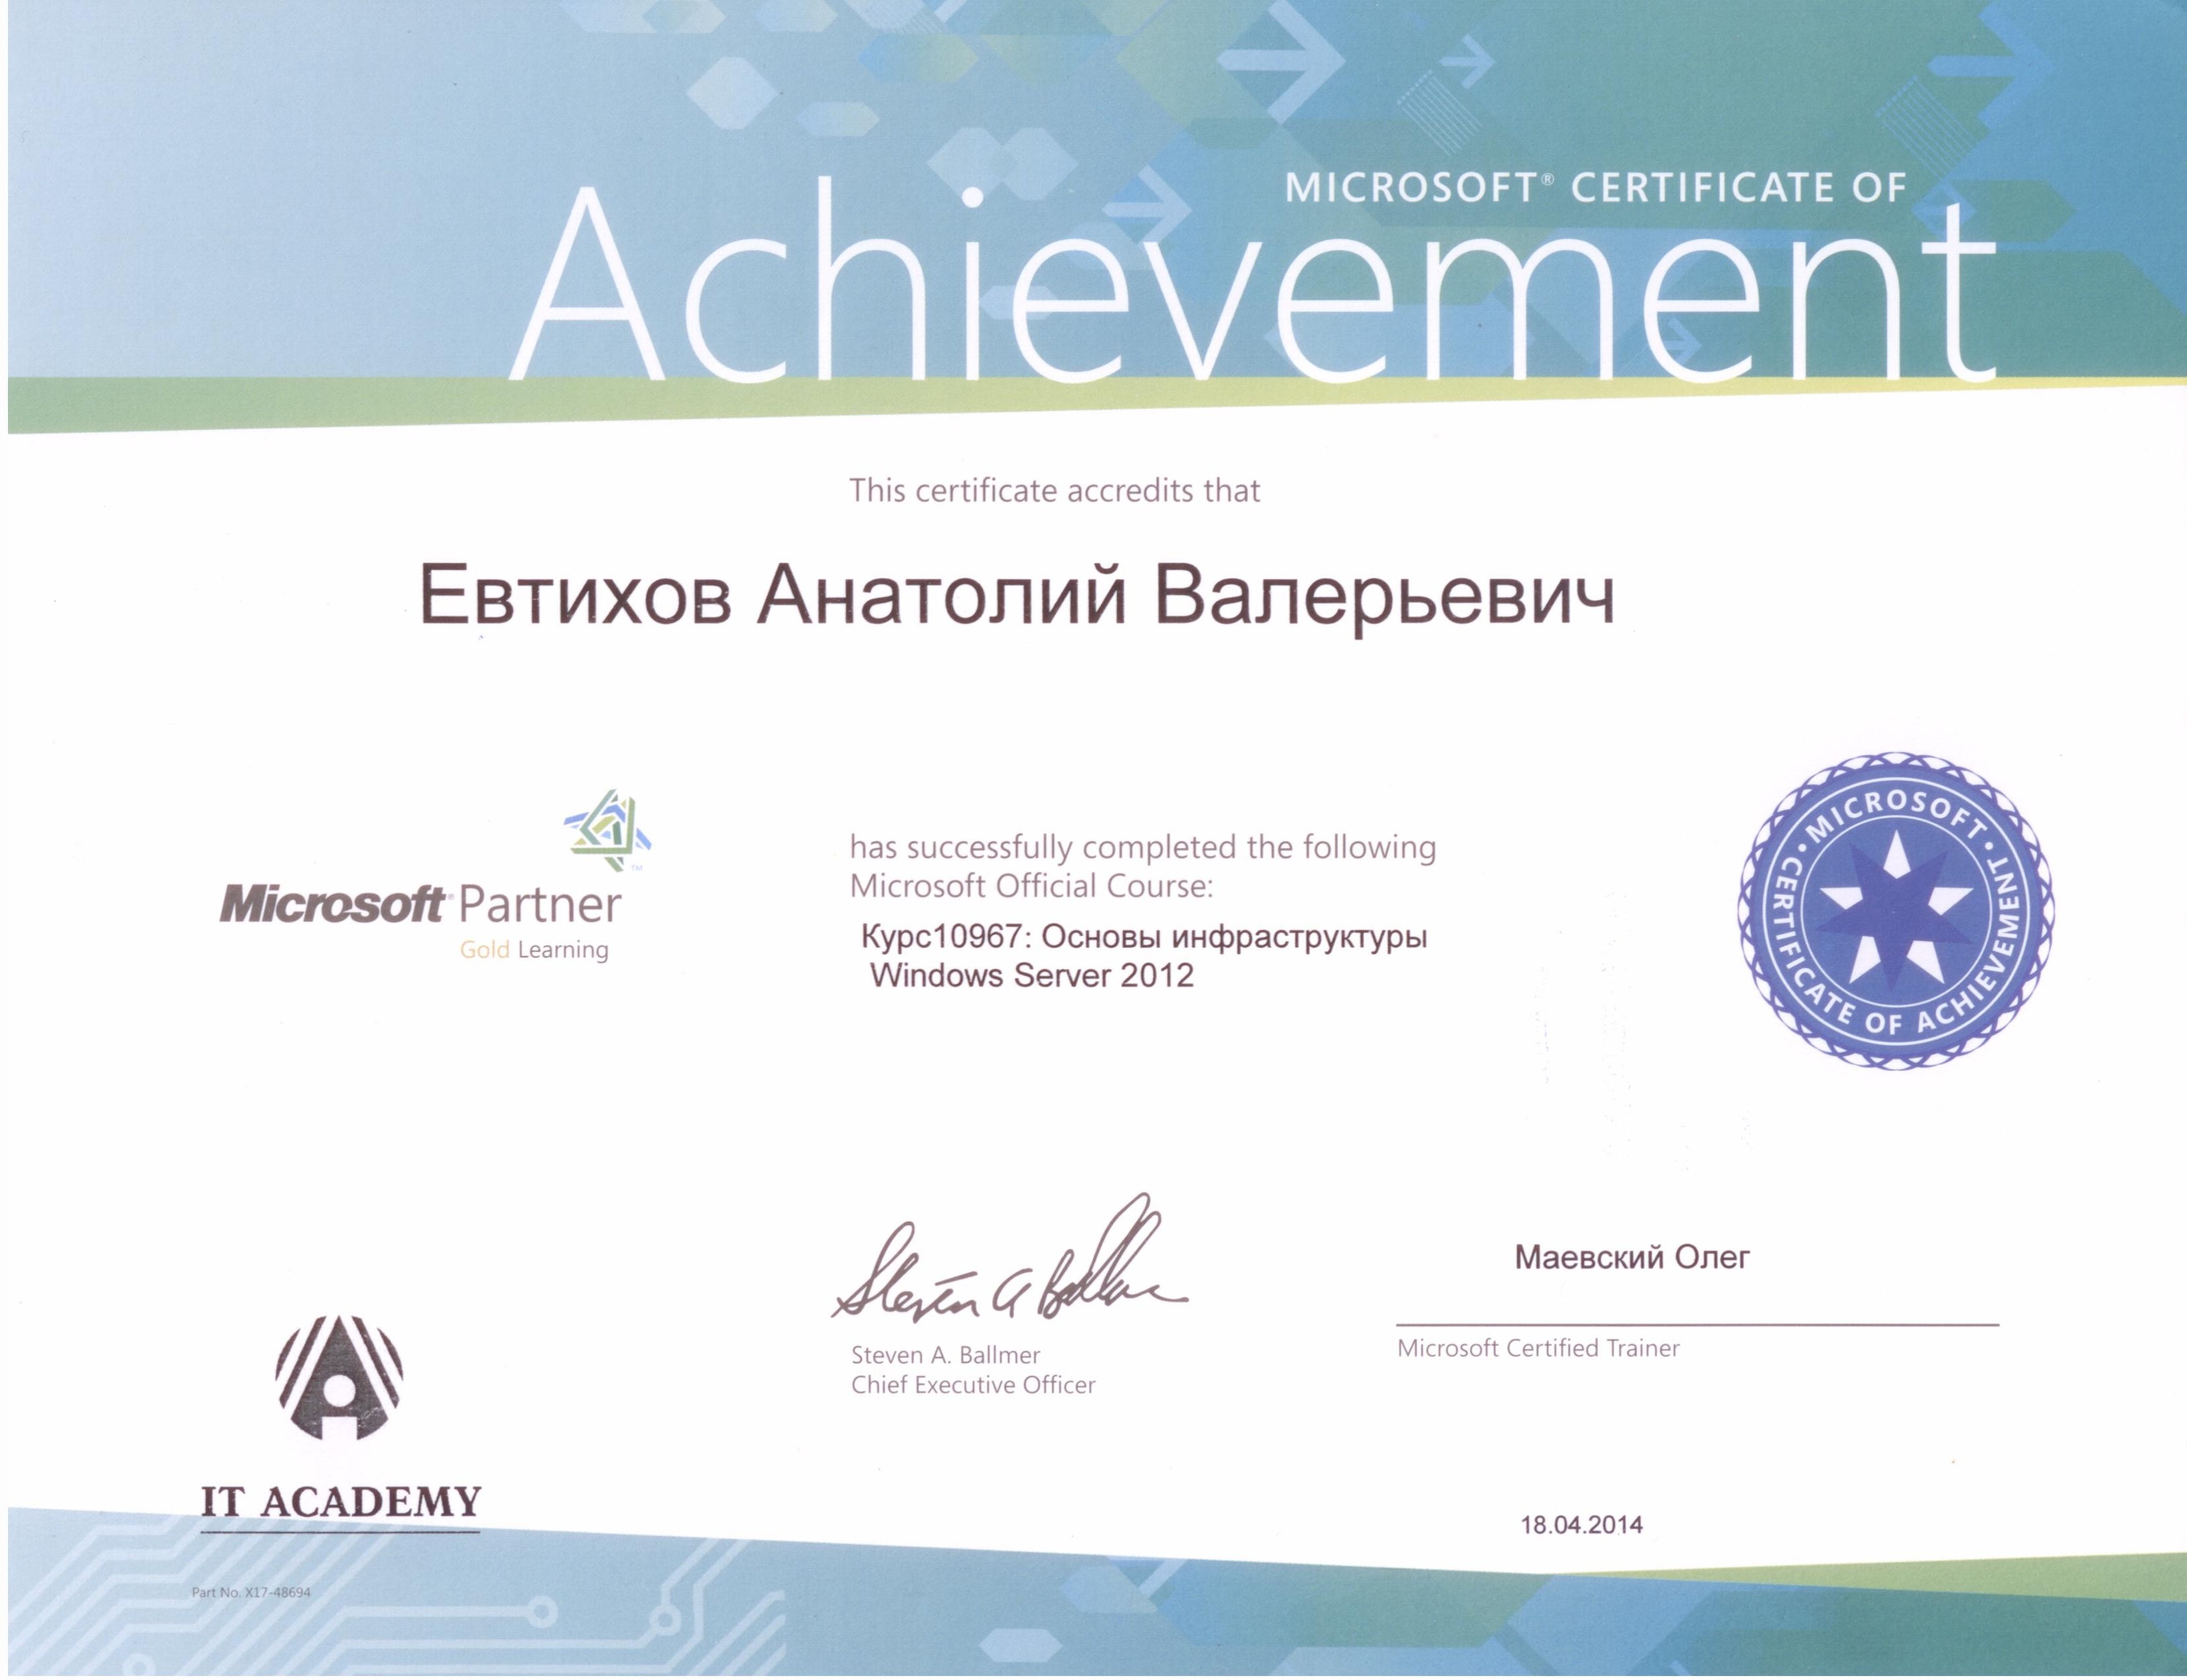 MICROSOFT® CERTIFICATE OF
Achievement
This certificate accredits that
Евтихов Анатолий Валерьевич
Microsoft® Partner
Gold Learning
has successfully completed the following
Microsoft Official Course:
Курс10967: Основы инфраструктуры
Windows Server 2012
• MICROSOFT •
CERTIFICATE OF ACHIEVEMENT
Steven A Ballmer
Steven A. Ballmer
Chief Executive Officer
Маевский Олег
Microsoft Certified Trainer
IT ACADEMY
18.04.2014
Part No. X17-48694